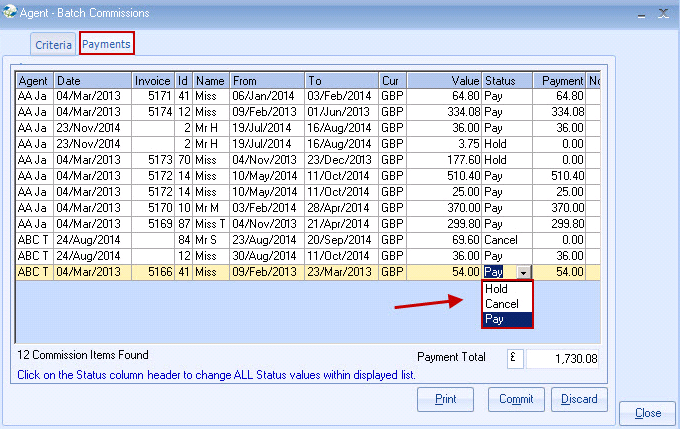 Agent - Batch Commissions
Criteria Payments
Agent Date Invoice Id Name From To Cur Value Status Payment No
AA Ja 04/Mar/2013 5171 41 Miss 06/Jan/2014 03/Feb/2014 GBP 64.80 Pay 64.80
AA Ja 04/Mar/2013 5174 12 Miss 09/Feb/2013 01/Jun/2013 GBP 334.08 Pay 334.08
AA Ja 23/Nov/2014 2 Mr H 19/Jul/2014 16/Aug/2014 GBP 36.00 Pay 36.00
AA Ja 23/Nov/2014 2 Mr H 19/Jul/2014 16/Aug/2014 GBP 3.75 Hold 0.00
AA Ja 04/Mar/2013 5173 70 Miss 04/Nov/2013 23/Dec/2013 GBP 177.60 Hold 0.00
AA Ja 04/Mar/2013 5172 14 Miss 10/May/2014 11/Oct/2014 GBP 510.40 Pay 510.40
AA Ja 04/Mar/2013 5172 14 Miss 10/May/2014 11/Oct/2014 GBP 25.00 Pay 25.00
AA Ja 04/Mar/2013 5170 10 Mr M 03/Feb/2013 28/Apr/2014 GBP 370.00 Pay 370.00
AA Ja 04/Mar/2013 5169 87 Miss T 04/Nov/2013 21/Apr/2014 GBP 299.80 Pay 299.80
ABC T 24/Aug/2014 84 Mr S 23/Aug/2014 20/Sep/2014 GBP 69.60 Cancel 0.00
ABC T 24/Aug/2014 12 Miss 30/Aug/2014 11/Oct/2014 GBP 36.00 Pay 36.00
ABC T 04/Mar/2013 5166 41 Miss 09/Feb/2013 23/Mar/2013 GBP 54.00 Pay 54.00
Hold
Cancel
Pay
12 Commission Items Found Payment Total £ 1,730.08
Click on the Status column header to change ALL Status values within displayed list.
Print Commit Discard
Close